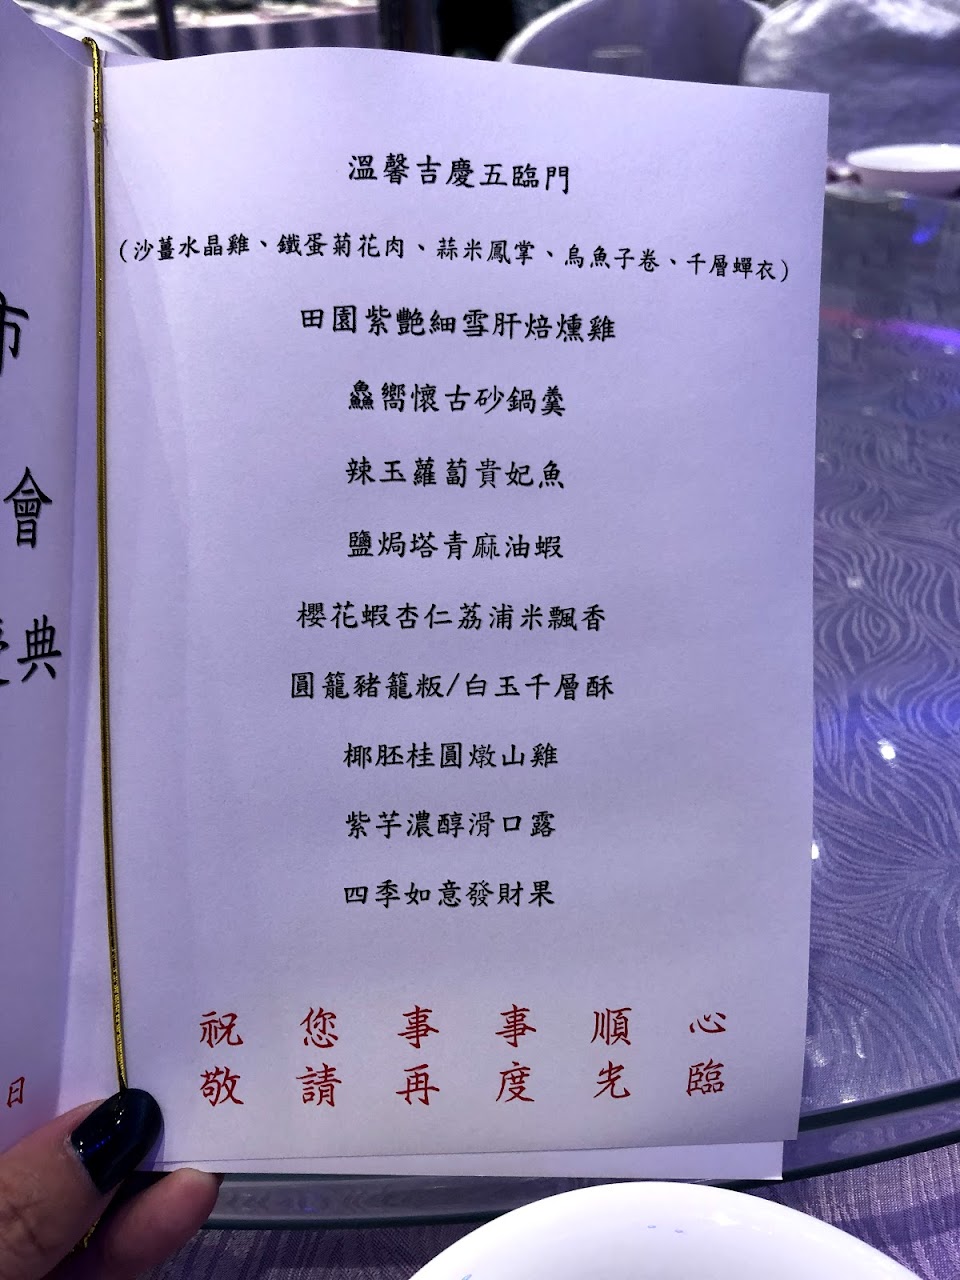 市
會
典
日
溫馨吉慶五臨門
(沙薑水晶雞、鐵蛋菊花肉、蒜米鳳掌、烏魚子卷、千層蟬衣)
田園紫艷細雪肝焙燻雞
鱻嚮懷古砂鍋羹
辣玉蘿蔔貴妃魚
鹽焗塔青麻油蝦
櫻花蝦杏仁荔浦米飄香
圓籠豬籠粄/白玉千層酥
椰胚桂圓燉山雞
紫芋濃醇滑口露
四季如意發財果
祝您事事順心
敬請再度光臨